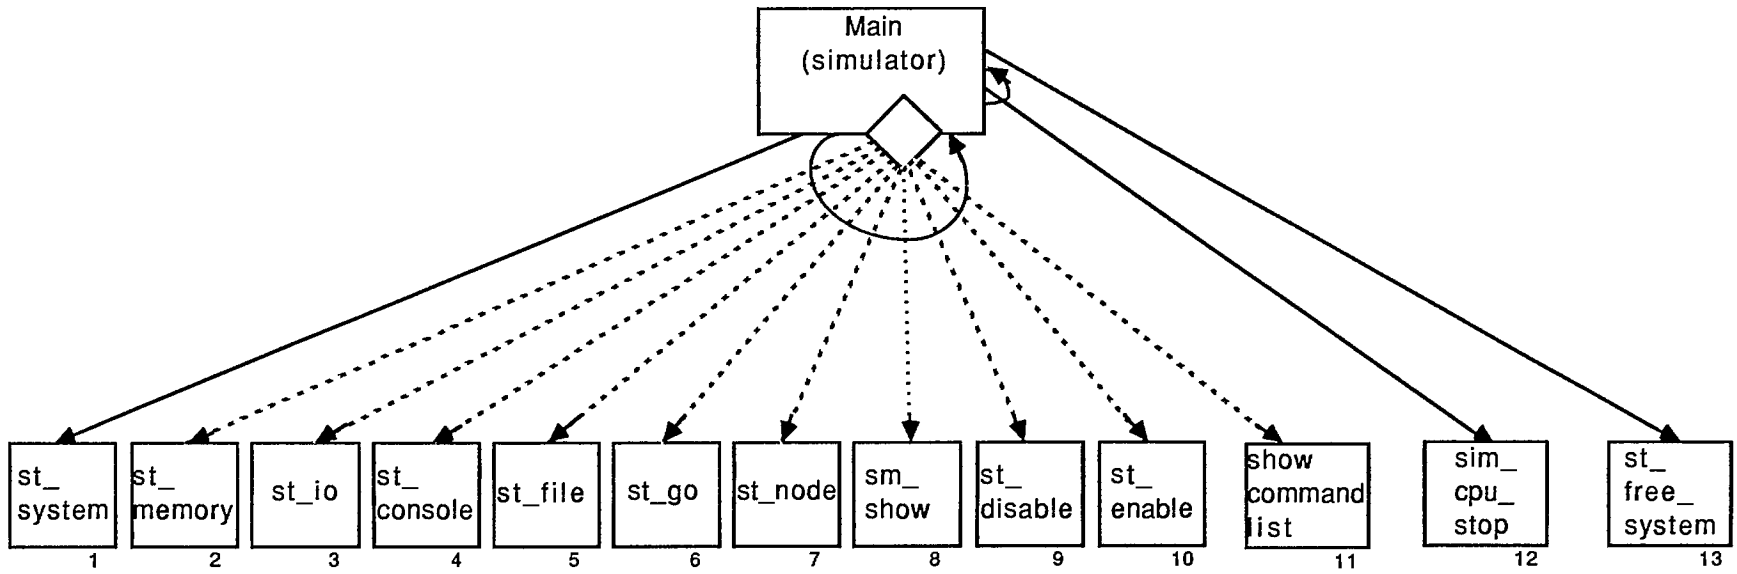 Main
(simulator)
st_
system
1
st_
memory
2
st_io
3
st_
console
4
st_file
5
st_go
6
st_node
7
sm_
show
8
st_
disable
9
st_
enable
10
show
command
list
11
sim_
cpu_
stop
12
st_
free_
system
13